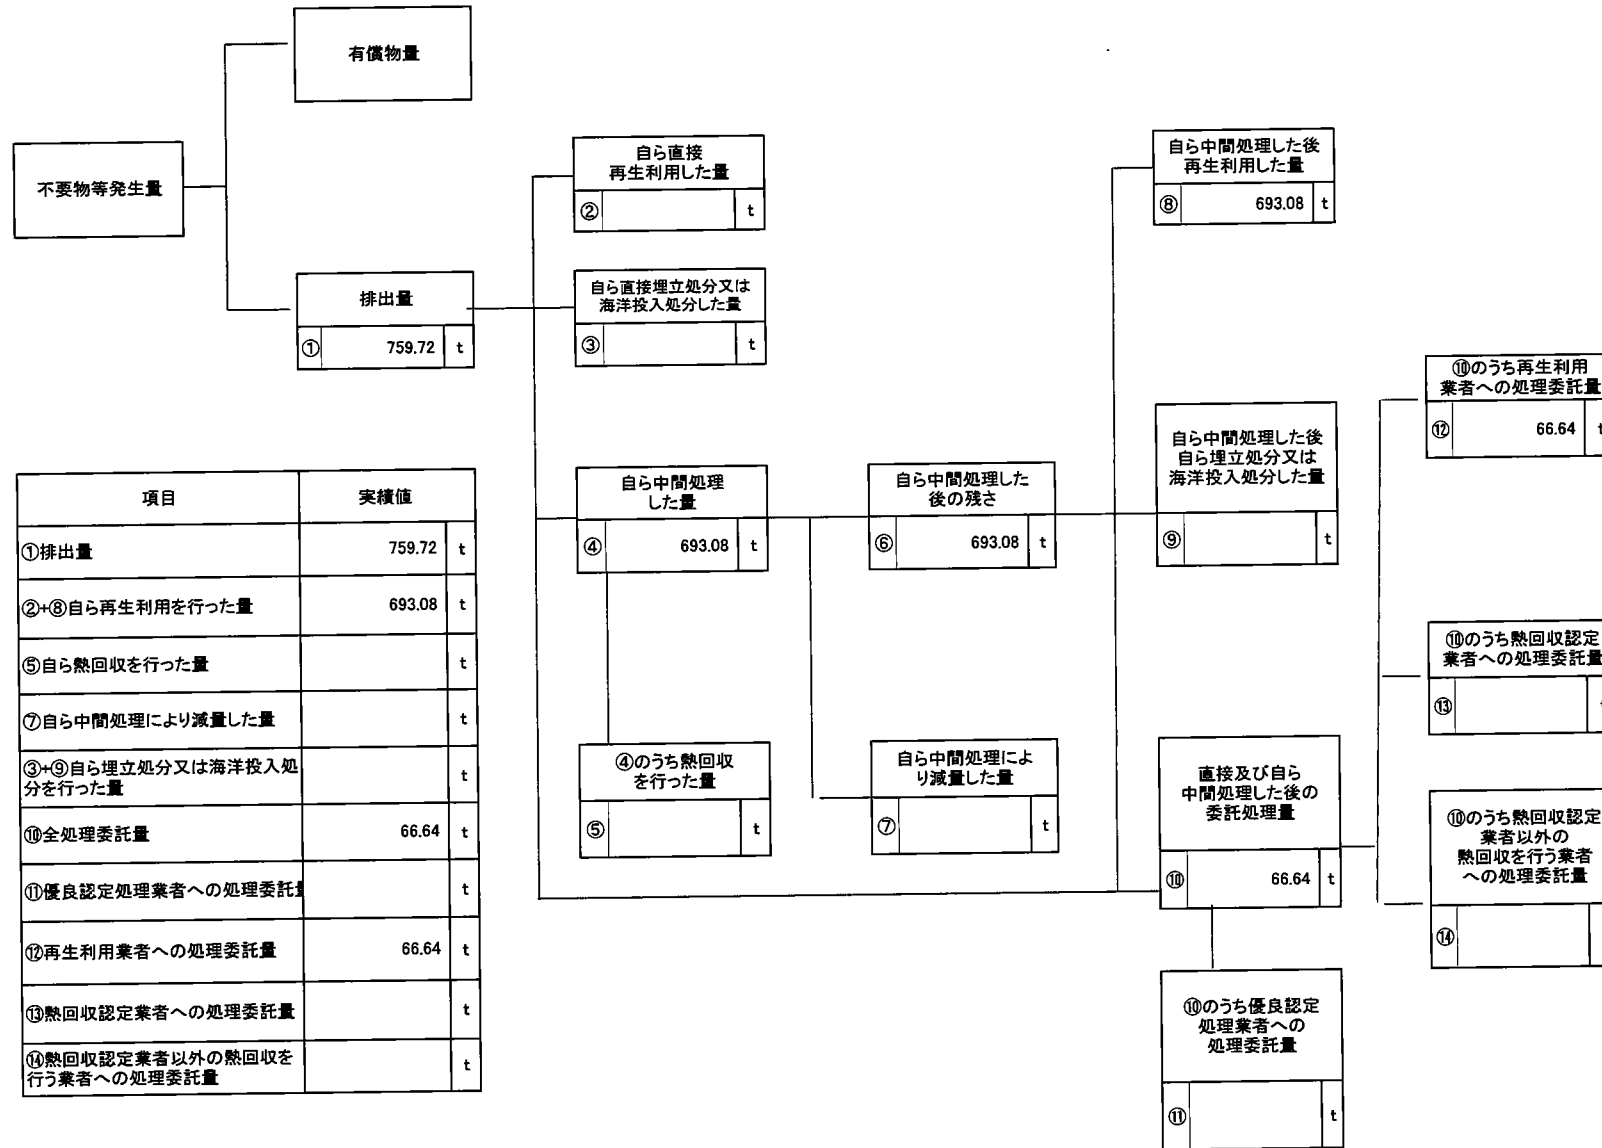 有償物量
不要物等発生量
排出量
① 759.72 t
自ら直接
再生利用した量
② t
自ら直接埋立処分又は
海洋投入処分した量
③ t
自ら中間処理
した量
④ 693.08 t
④のうち熱回収
を行った量
⑤ t
自ら中間処理した
後の残さ
⑥ 693.08 t
自ら中間処理によ
り減量した量
⑦ t
自ら中間処理した後
再生利用した量
⑧ 693.08 t
自ら中間処理した後
自ら埋立処分又は
海洋投入処分した量
⑨ t
直接及び自ら
中間処理した後の
委託処理量
⑩ 66.64 t
⑩のうち優良認定
処理業者への
処理委託量
⑪ t
⑩のうち再生利用
業者への処理委託量
⑫ 66.64 t
⑩のうち熱回収認定
業者への処理委託量
⑬
⑩のうち熱回収認定
業者以外の
熱回収を行う業者
への処理委託量
⑭
項目 実績値
①排出量 759.72 t
②+⑧自ら再生利用を行った量 693.08 t
⑤自ら熱回収を行った量 t
⑦自ら中間処理により減量した量 t
③+⑨自ら埋立処分又は海洋投入処
分を行った量 t
⑩全処理委託量 66.64 t
⑪優良認定処理業者への処理委託量 t
⑫再生利用業者への処理委託量 66.64 t
⑬熱回収認定業者への処理委託量 t
⑭熱回収認定業者以外の熱回収を
行う業者への処理委託量 t